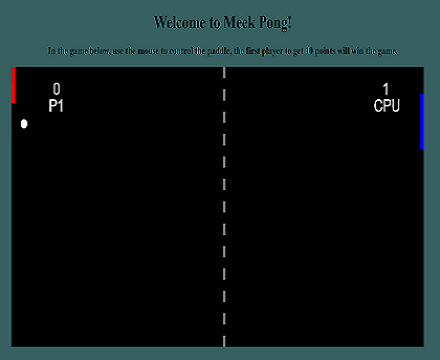 Welcome to Meek Pong!
In the game below, use the mouse to control the paddle, the first player to get 10 points will win the game.
0 1
P1 CPU